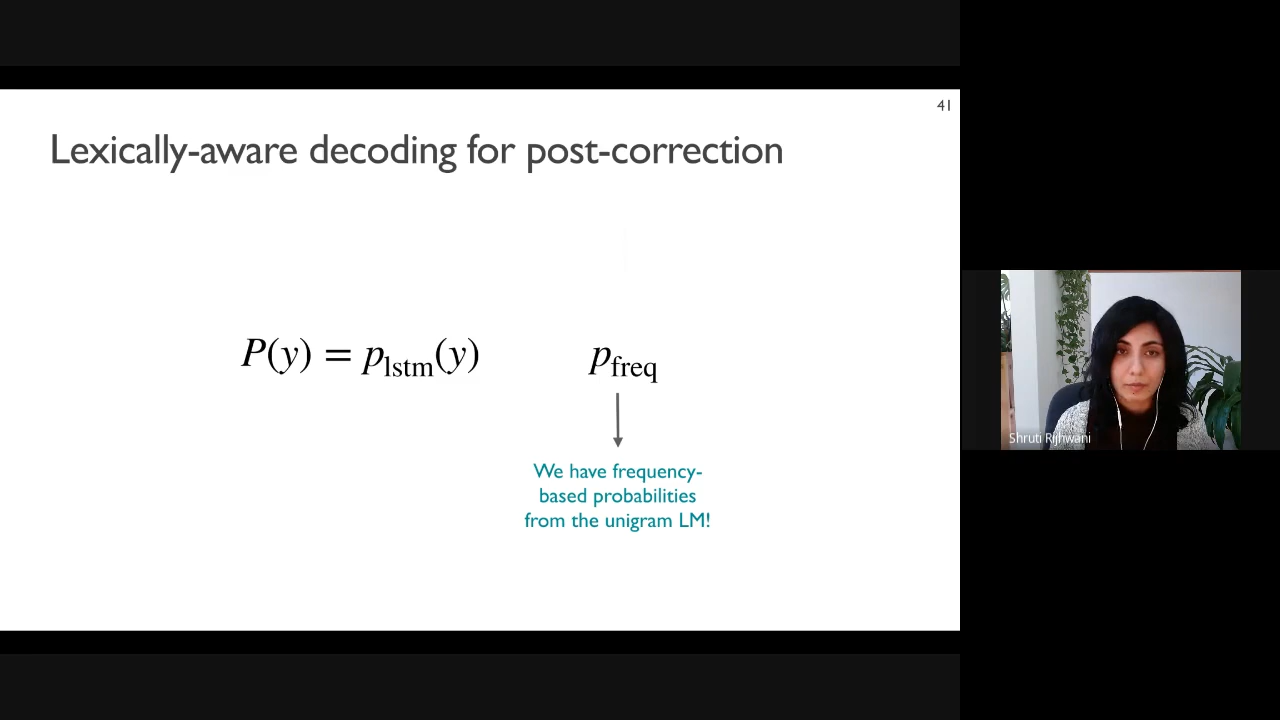 41
Lexically-aware decoding for post-correction
P(y) = p_lstm(y) p_freq
We have frequency-
based probabilities
from the unigram LM!
Shruti Rijhwani